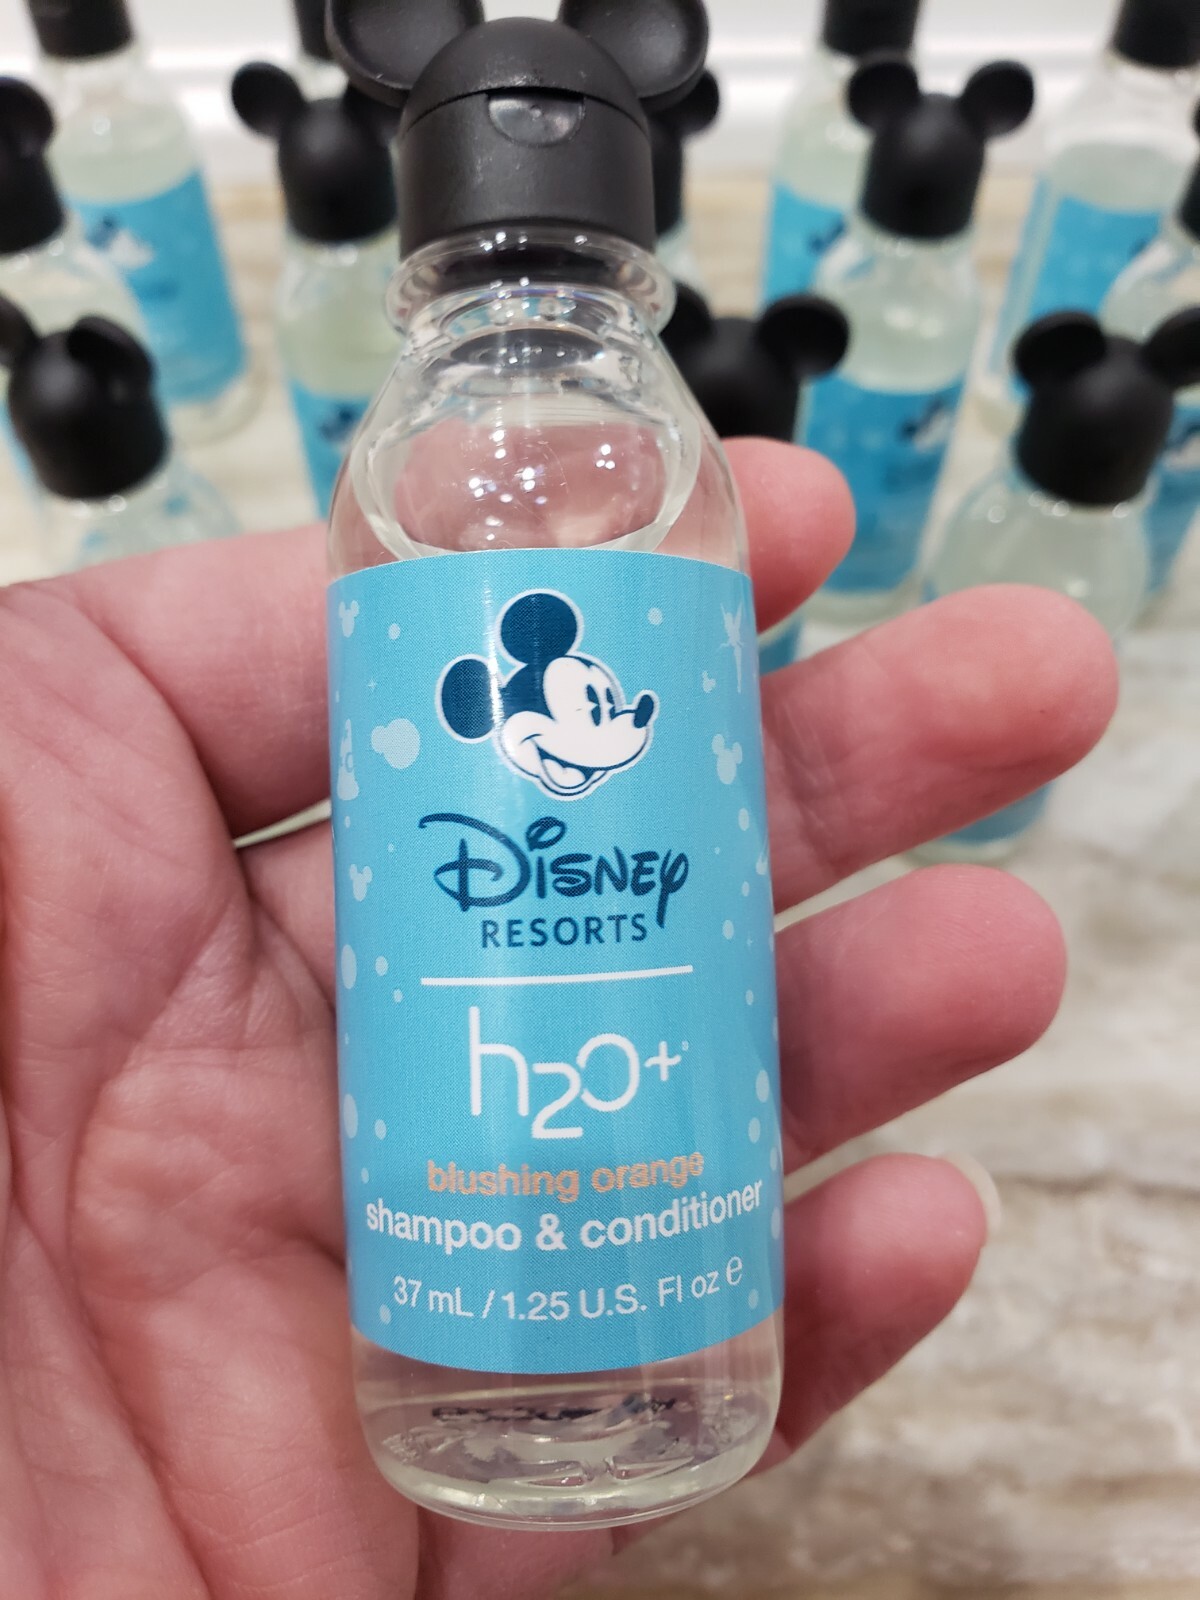 Disney
RESORTS
h2o+
blushing orange
shampoo & conditioner
37 mL / 1.25 U.S. Fl oz ℮